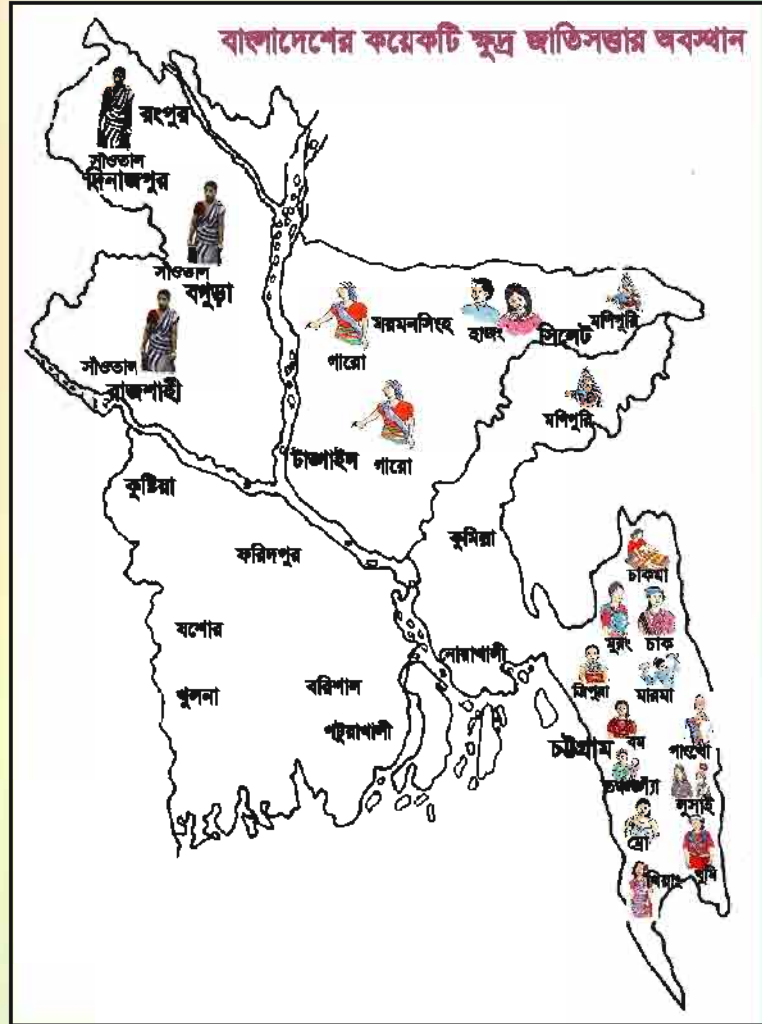 বাংলাদেশের কয়েকটি ক্ষুদ্র জাতিসত্তার অবস্থান
রংপুর
সাঁওতাল
দিনাজপুর
সাঁওতাল
বগুড়া
সাঁওতাল
রাজশাহী
ময়মনসিংহ
গারো
হাজং
সিলেট
মণিপুরি
মণিপুরি
টাঙ্গাইল
গারো
কুষ্টিয়া
ফরিদপুর
কুমিল্লা
যশোর
খুলনা
বরিশাল
পটুয়াখালী
নোয়াখালী
চাকমা
মুরং
চাক
ত্রিপুরা
মারমা
চট্টগ্রাম
বম
পাংখো
তঞ্চঙ্গ্যাঁ
লুসাই
ম্রো
খিয়াং
খুমি